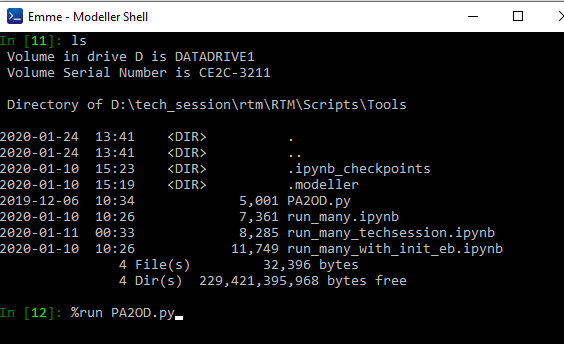 Emme - Modeller Shell
In [11]: ls
 Volume in drive D is DATADRIVE1
 Volume Serial Number is CE2C-3211
 Directory of D:\tech_session\rtm\RTM\Scripts\Tools
2020-01-24  13:41    <DIR>          .
2020-01-24  13:41    <DIR>          ..
2020-01-10  15:23    <DIR>          .ipynb_checkpoints
2020-01-10  15:19    <DIR>          .modeller
2019-12-06  10:34             5,001 PA2OD.py
2020-01-10  10:26             7,361 run_many.ipynb
2020-01-11  00:33             8,285 run_many_techsession.ipynb
2020-01-10  10:26            11,749 run_many_with_init_eb.ipynb
               4 File(s)         32,396 bytes
               4 Dir(s)  229,421,395,968 bytes free
In [12]: %run PA2OD.py